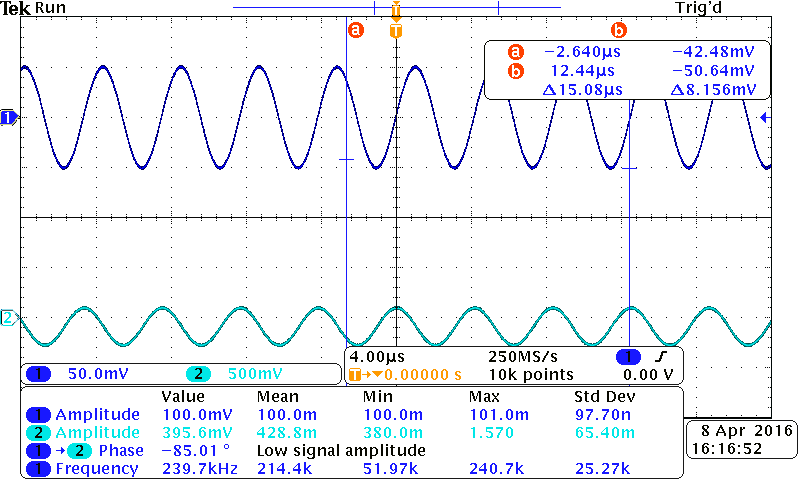 Tek Run Trig'd
T
T
a b
a −2.640µs −42.48mV
b 12.44µs −50.64mV
Δ15.08µs Δ8.156mV
1
2
1 50.0mV 2 500mV
4.00µs 250MS/s 1 ʃ
T→▼0.00000 s 10k points 0.00 V
Value Mean Min Max Std Dev
1 Amplitude 100.0mV 100.0m 100.0m 101.0m 97.70n
2 Amplitude 395.6mV 428.8m 380.0m 1.570 65.40m
1 → 2 Phase −85.01 ° Low signal amplitude
1 Frequency 239.7kHz 214.4k 51.97k 240.7k 25.27k
8 Apr 2016
16:16:52